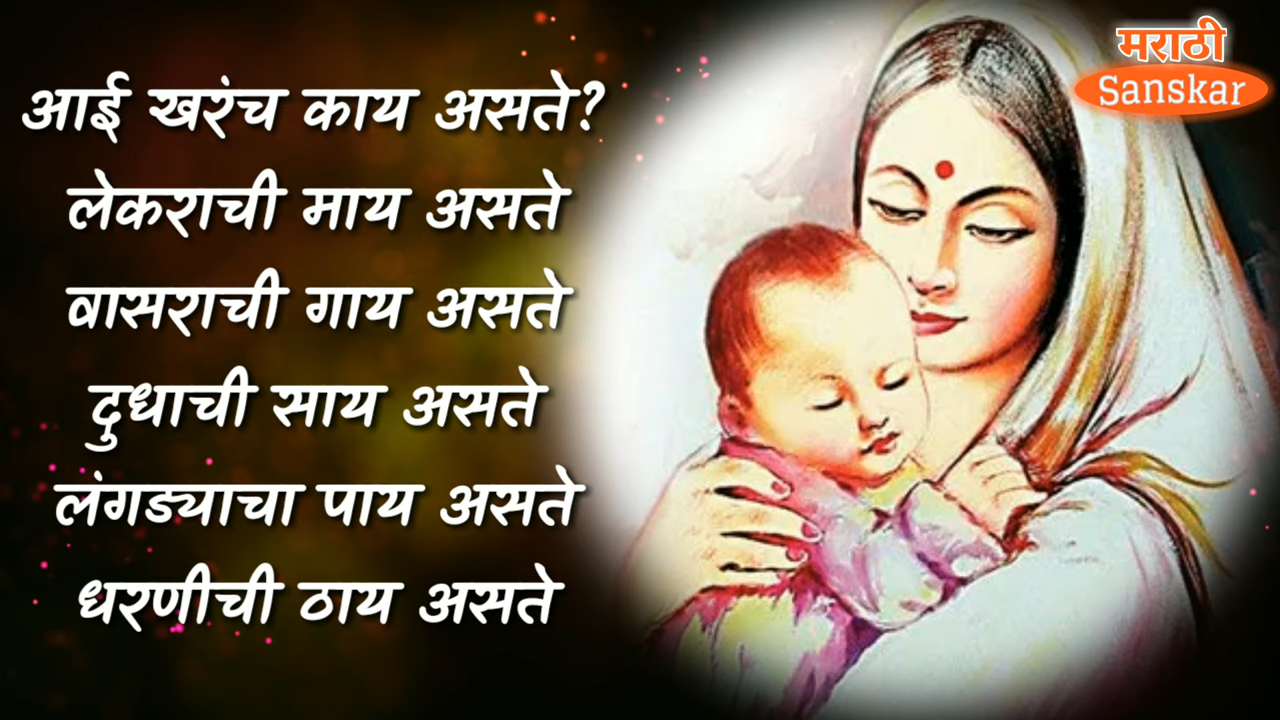 मराठी
Sanskar
आई खरंच काय असते?
लेकराची माय असते
वासराची गाय असते
दुधाची साय असते
लंगड्याचा पाय असते
धरणीची ठाय असते